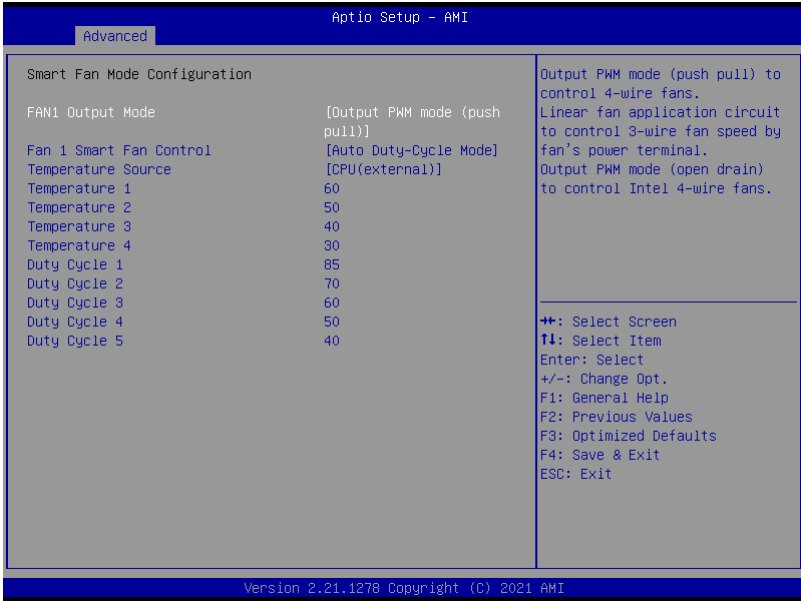 Aptio Setup – AMI
Advanced
Smart Fan Mode Configuration
FAN1 Output Mode [Output PWM mode (push
pull)]
Fan 1 Smart Fan Control [Auto Duty-Cycle Mode]
Temperature Source [CPU(external)]
Temperature 1 60
Temperature 2 50
Temperature 3 40
Temperature 4 30
Duty Cycle 1 85
Duty Cycle 2 70
Duty Cycle 3 60
Duty Cycle 4 50
Duty Cycle 5 40
Output PWM mode (push pull) to
control 4-wire fans.
Linear fan application circuit
to control 3-wire fan speed by
fan's power terminal.
Output PWM mode (open drain)
to control Intel 4-wire fans.
→←: Select Screen
↑↓: Select Item
Enter: Select
+/-: Change Opt.
F1: General Help
F2: Previous Values
F3: Optimized Defaults
F4: Save & Exit
ESC: Exit
Version 2.21.1278 Copyright (C) 2021 AMI